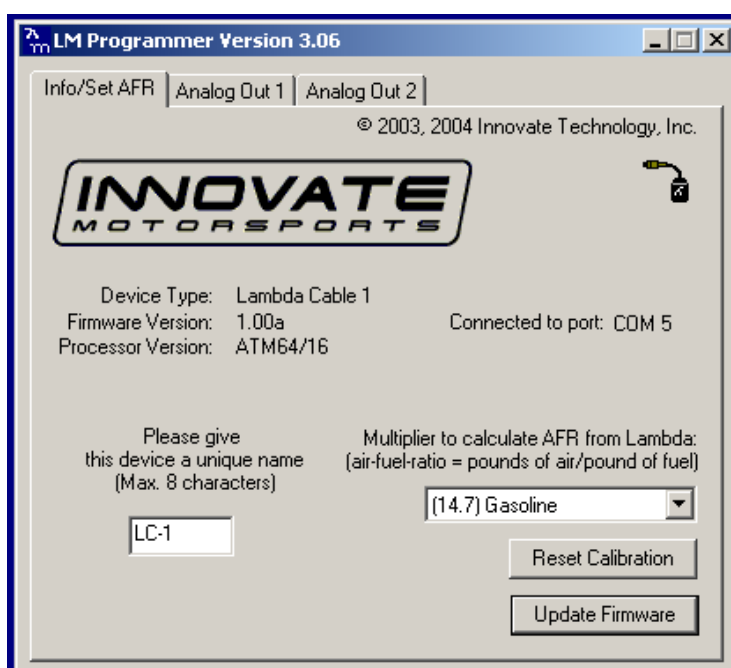 LM Programmer Version 3.06
Info/Set AFR Analog Out 1 Analog Out 2
© 2003, 2004 Innovate Technology, Inc.
INNOVATE
MOTORSPORTS
Device Type: Lambda Cable 1
Firmware Version: 1.00a Connected to port: COM 5
Processor Version: ATM64/16
Please give
this device a unique name
(Max. 8 characters)
LC-1
Multiplier to calculate AFR from Lambda:
(air-fuel-ratio = pounds of air/pound of fuel)
(14.7) Gasoline
Reset Calibration
Update Firmware